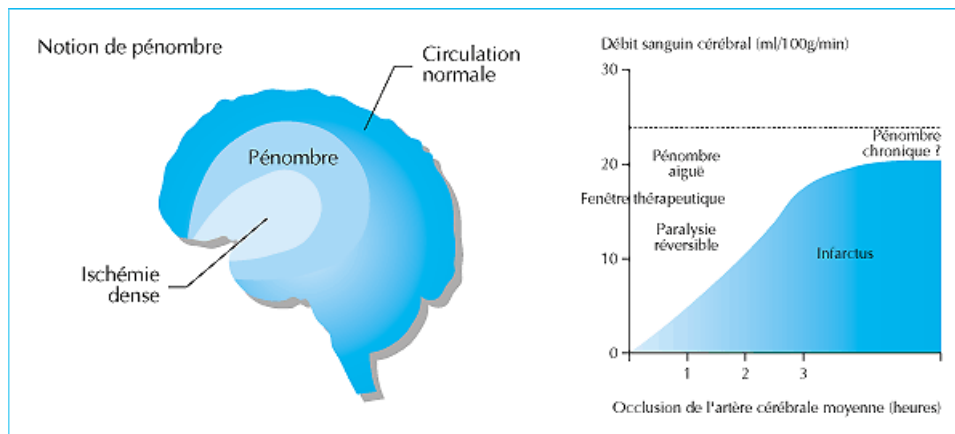 Notion de pénombre
Circulation
normale
Pénombre
Ischémie
dense
Débit sanguin cérébral (ml/100g/min)
30
Pénombre
chronique ?
Pénombre
aiguë
20
Fenêtre thérapeutique
Paralysie
réversible
10
Infarctus
0
1
2
3
Occlusion de l'artère cérébrale moyenne (heures)